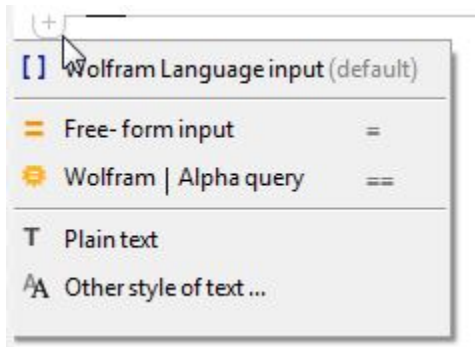 +
[ ] Wolfram Language input (default)
= Free-form input =
= Wolfram | Alpha query ==
T Plain text
AA Other style of text ...